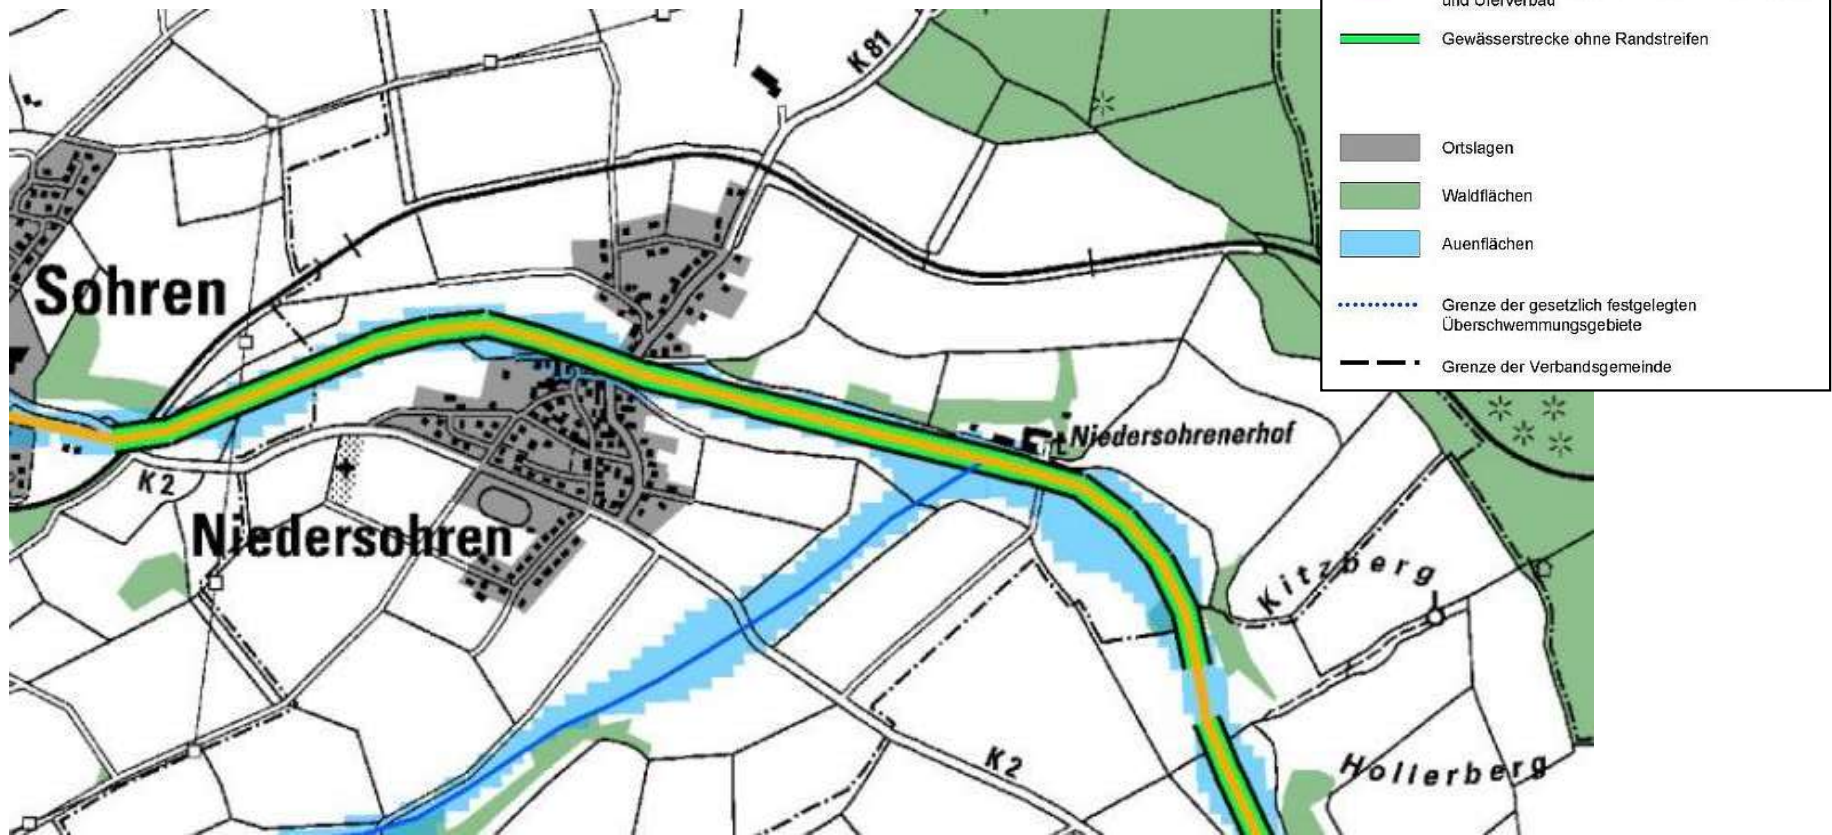 und Uferverbau
Gewässerstrecke ohne Randstreifen
Ortslagen
Waldflächen
Auenflächen
Grenze der gesetzlich festgelegten
Überschwemmungsgebiete
Grenze der Verbandsgemeinde
K 81
Sohren
Niedersohrenerhof
K 2
Niedersohren
Kitzberg
K 2
Hollerberg